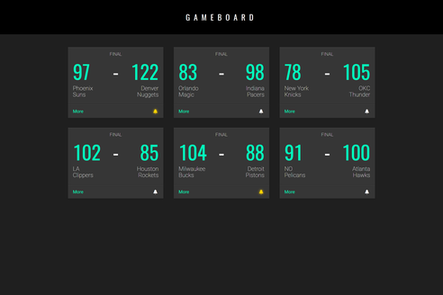 GAMEBOARD
FINAL
97 - 122
Phoenix Suns
Denver Nuggets
More
FINAL
83 - 98
Orlando Magic
Indiana Pacers
More
FINAL
78 - 105
New York Knicks
OKC Thunder
More
FINAL
102 - 85
LA Clippers
Houston Rockets
More
FINAL
104 - 88
Milwaukee Bucks
Detroit Pistons
More
FINAL
91 - 100
NO Pelicans
Atlanta Hawks
More